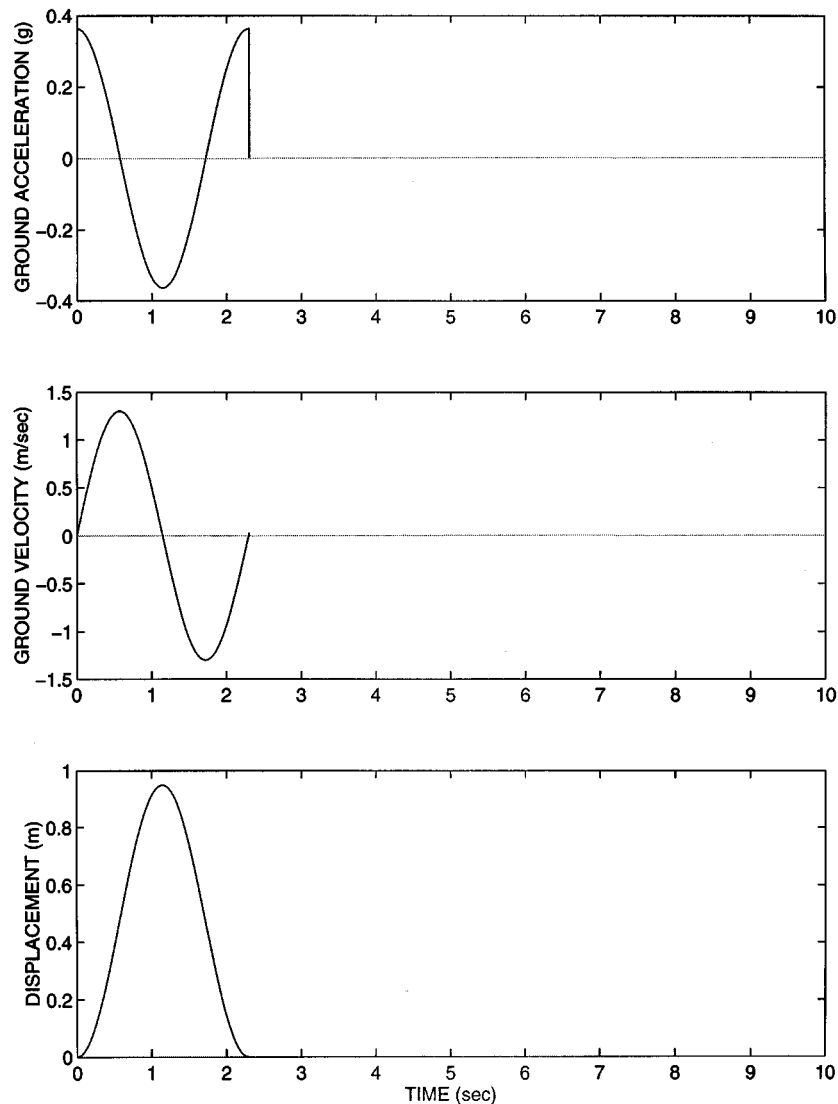 GROUND ACCELERATION (g)
0.4
0.2
0
−0.2
−0.4
0 1 2 3 4 5 6 7 8 9 10
GROUND VELOCITY (m/sec)
1.5
1
0.5
0
−0.5
−1
−1.5
0 1 2 3 4 5 6 7 8 9 10
DISPLACEMENT (m)
1
0.8
0.6
0.4
0.2
0
0 1 2 3 4 5 6 7 8 9 10
TIME (sec)